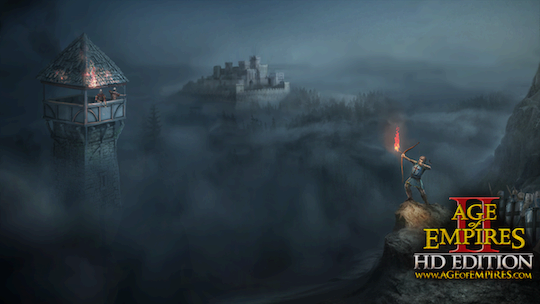 AGE
of
EMPIRES
II
HD EDITION
www.AGEofEMPIRES.com